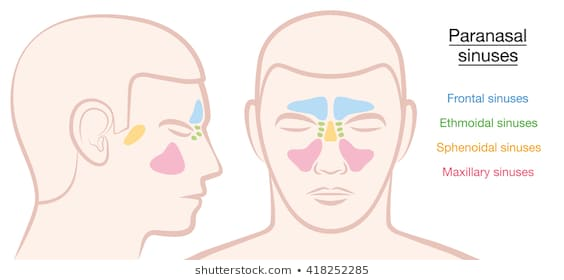 Paranasal
sinuses
Frontal sinuses
Ethmoidal sinuses
Sphenoidal sinuses
Maxillary sinuses
shutterstock.com • 418252285